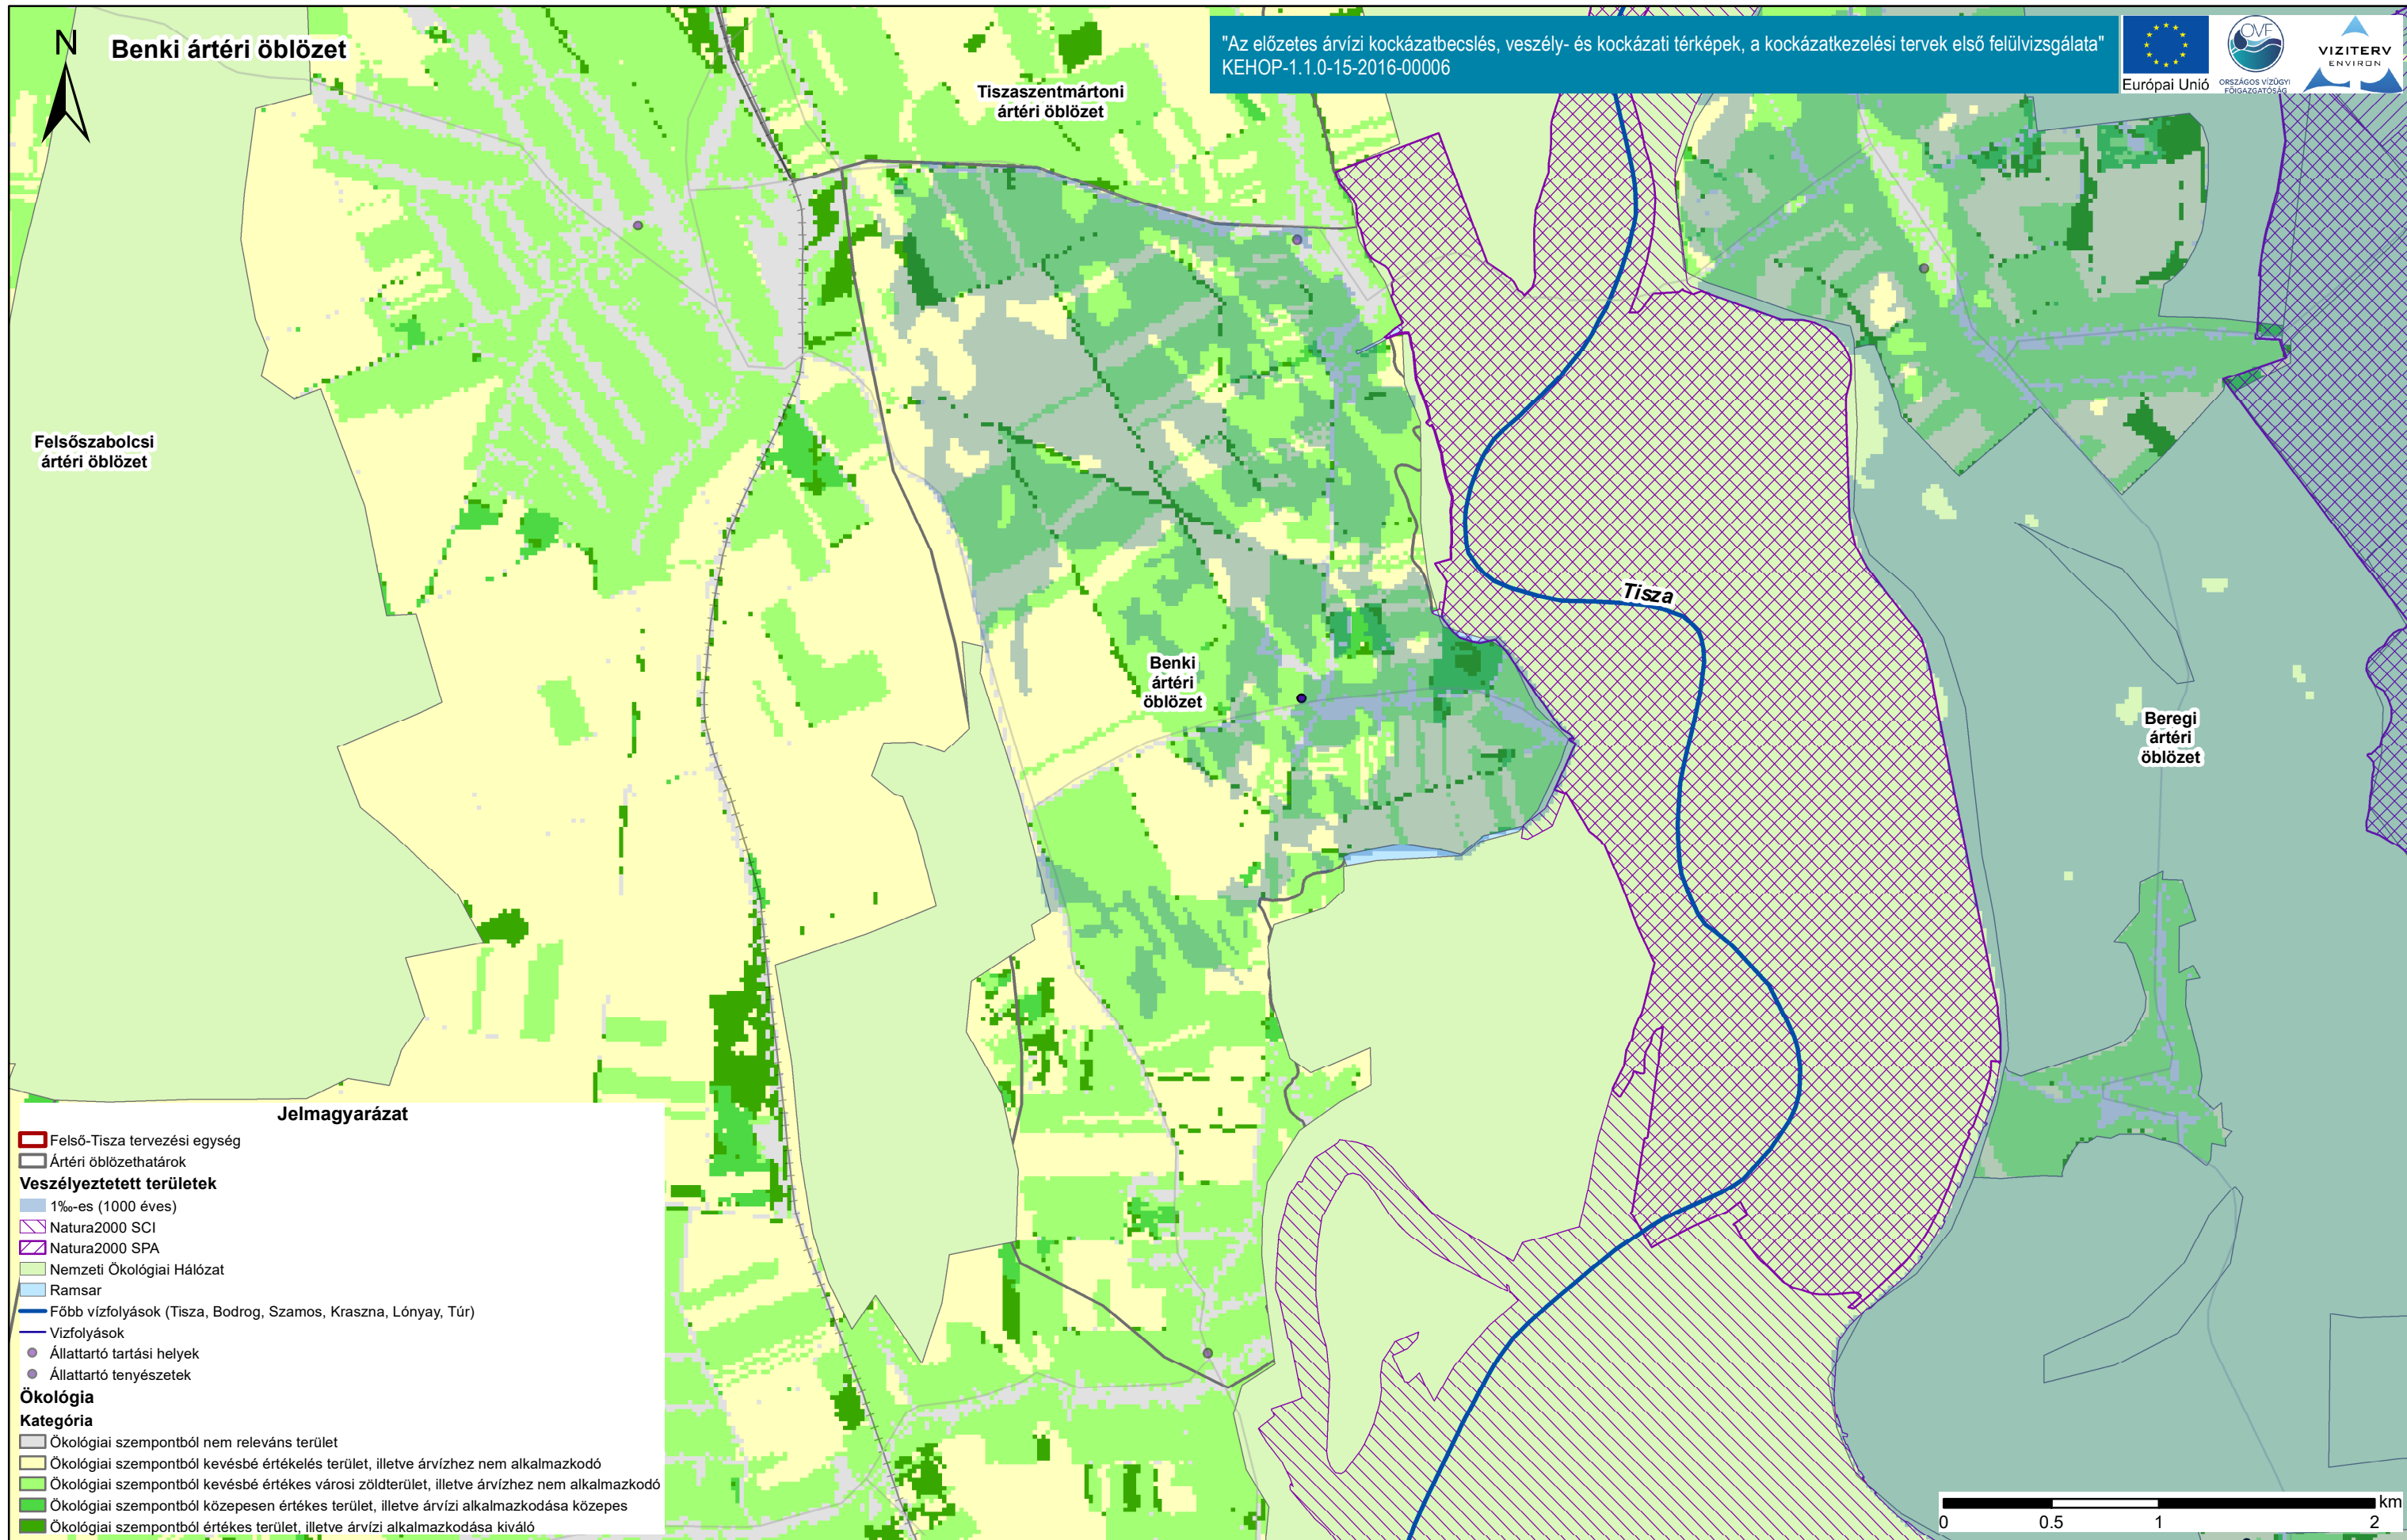 N
Benki ártéri öblözet
"Az előzetes árvízi kockázatbecslés, veszély- és kockázati térképek, a kockázatkezelési tervek első felülvizsgálata"
KEHOP-1.1.0-15-2016-00006
Európai Unió
OVF
ORSZÁGOS VÍZÜGYI
FŐIGAZGATÓSÁG
VIZITERV
ENVIRON
Tiszaszentmártoni
ártéri öblözet
Felsőszabolcsi
ártéri öblözet
Tisza
Benki
ártéri
öblözet
Beregi
ártéri
öblözet
Jelmagyarázat
Felső-Tisza tervezési egység
Ártéri öblözethatárok
Veszélyeztetett területek
1‰-es (1000 éves)
Natura2000 SCI
Natura2000 SPA
Nemzeti Ökológiai Hálózat
Ramsar
Főbb vízfolyások (Tisza, Bodrog, Szamos, Kraszna, Lónyay, Túr)
Vizfolyások
Állattartó tartási helyek
Állattartó tenyészetek
Ökológia
Kategória
Ökológiai szempontból nem releváns terület
Ökológiai szempontból kevésbé értékelés terület, illetve árvízhez nem alkalmazkodó
Ökológiai szempontból kevésbé értékes városi zöldterület, illetve árvízhez nem alkalmazkodó
Ökológiai szempontból közepesen értékes terület, illetve árvízi alkalmazkodása közepes
Ökológiai szempontból értékes terület, illetve árvízi alkalmazkodása kiváló
km
0 0.5 1 2